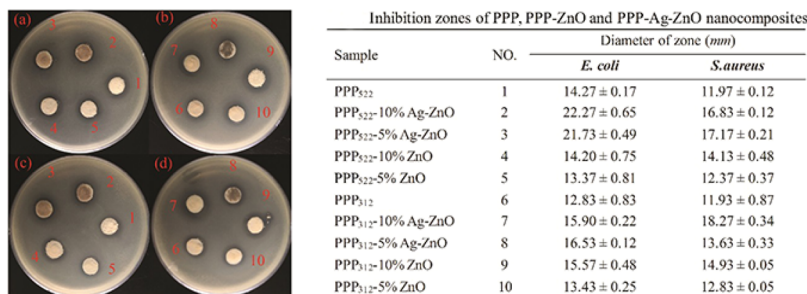 (a)
3
2
1
4
5
(b)
8
7
9
6
10
(c)
3
2
1
4
5
(d)
8
9
7
6
10
Inhibition zones of PPP, PPP-ZnO and PPP-Ag-ZnO nanocomposites
Sample NO. Diameter of zone (mm)
E. coli S.aureus
PPP522 1 14.27 ± 0.17 11.97 ± 0.12
PPP522-10% Ag-ZnO 2 22.27 ± 0.65 16.83 ± 0.12
PPP522-5% Ag-ZnO 3 21.73 ± 0.49 17.17 ± 0.21
PPP522-10% ZnO 4 14.20 ± 0.75 14.13 ± 0.48
PPP522-5% ZnO 5 13.37 ± 0.81 12.37 ± 0.37
PPP312 6 12.83 ± 0.83 11.93 ± 0.87
PPP312-10% Ag-ZnO 7 15.90 ± 0.22 18.27 ± 0.34
PPP312-5% Ag-ZnO 8 16.53 ± 0.12 13.63 ± 0.33
PPP312-10% ZnO 9 15.57 ± 0.48 14.93 ± 0.05
PPP312-5% ZnO 10 13.43 ± 0.25 12.83 ± 0.05